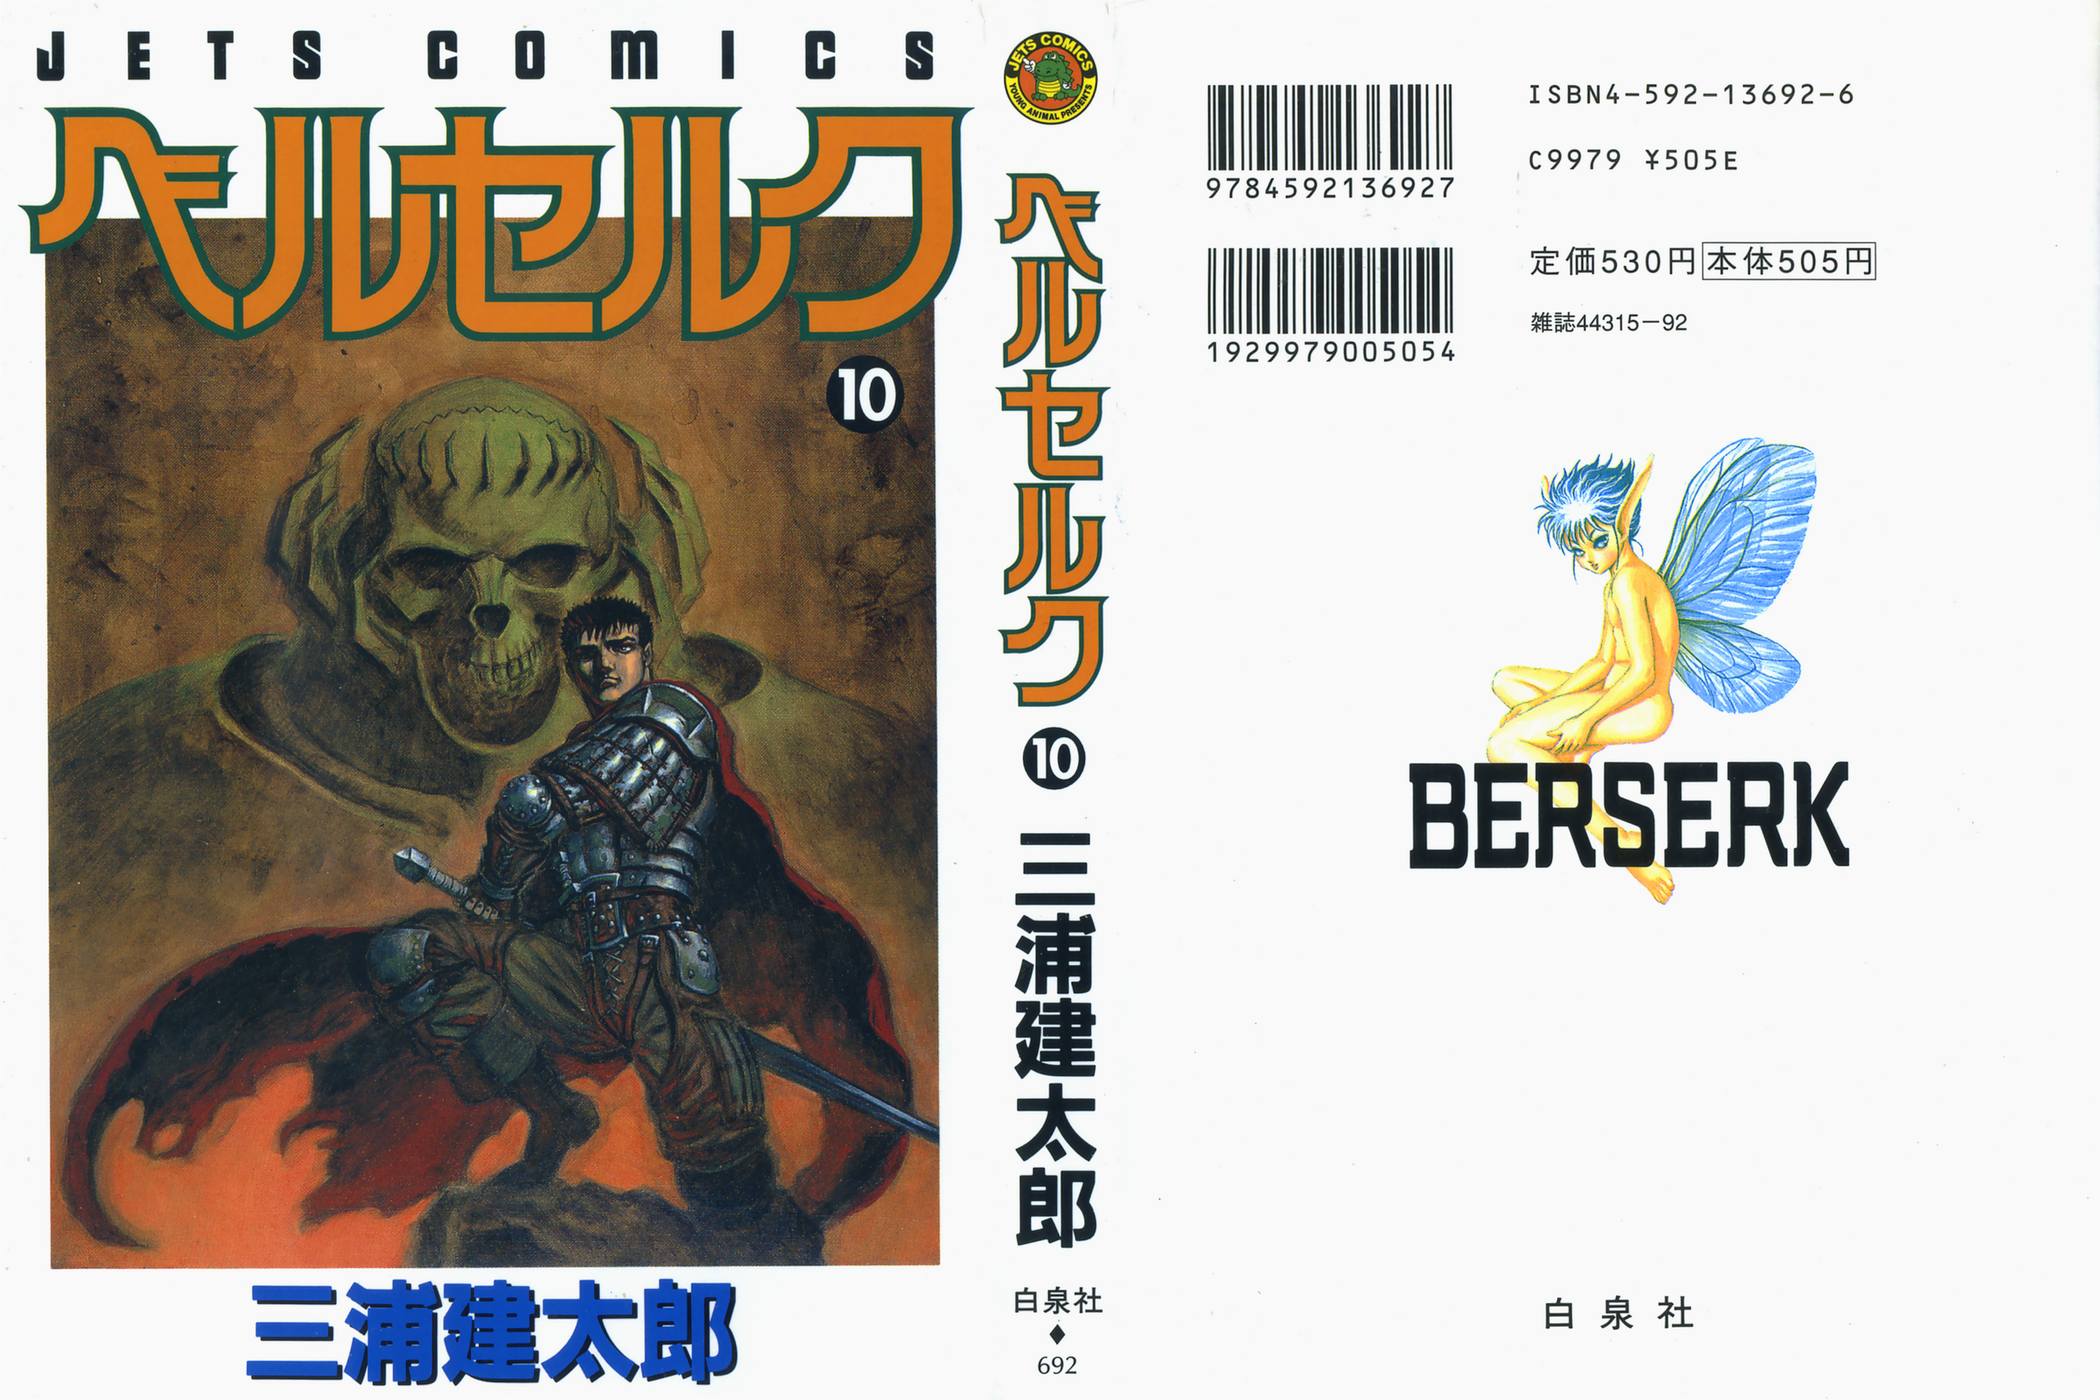 JETS COMICS
ベルセルク
10
三浦建太郎
JETS COMICS
YOUNG ANIMAL PRESENTS
ベルセルク
10
三浦建太郎
白泉社
692
9784592136927
1929979005054
ISBN4-592-13692-6
C9979 ¥505E
定価530円 本体505円
雑誌44315-92
BERSERK
白泉社